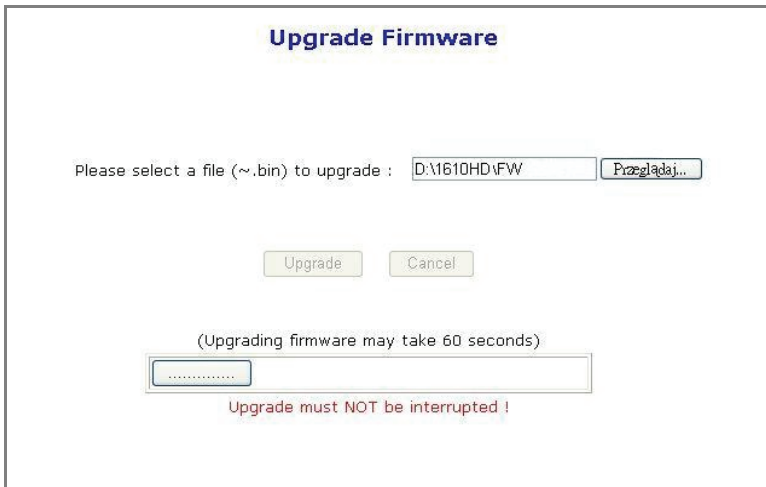 Upgrade Firmware
Please select a file (~.bin) to upgrade : D:\1610HD\FW Przeglądaj...
Upgrade Cancel
(Upgrading firmware may take 60 seconds)
..............
Upgrade must NOT be interrupted !